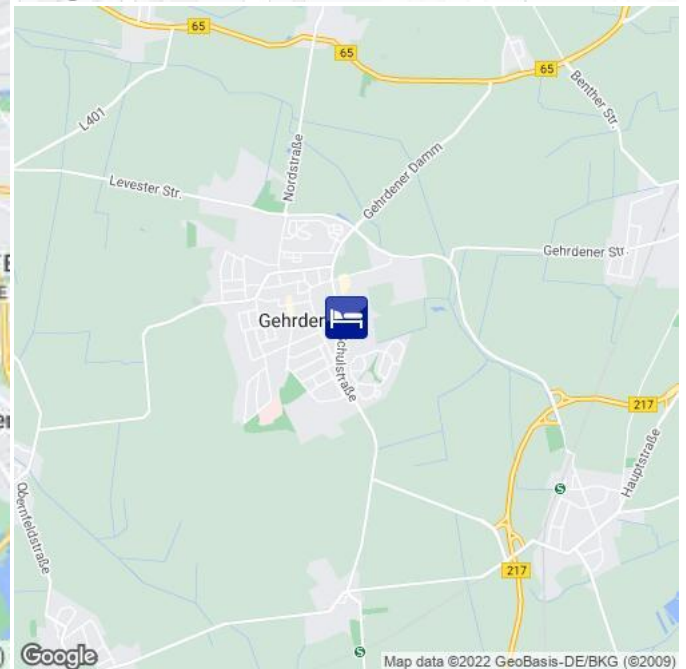 65
65
65
L401
Benther Str.
Nordstraße
Gehrdener Damm
Levester Str.
Gehrdener Str.
Gehrden
Schulstraße
217
Hauptstraße
S
Obernfeldstraße
217
S
Google
Map data ©2022 GeoBasis-DE/BKG (©2009)